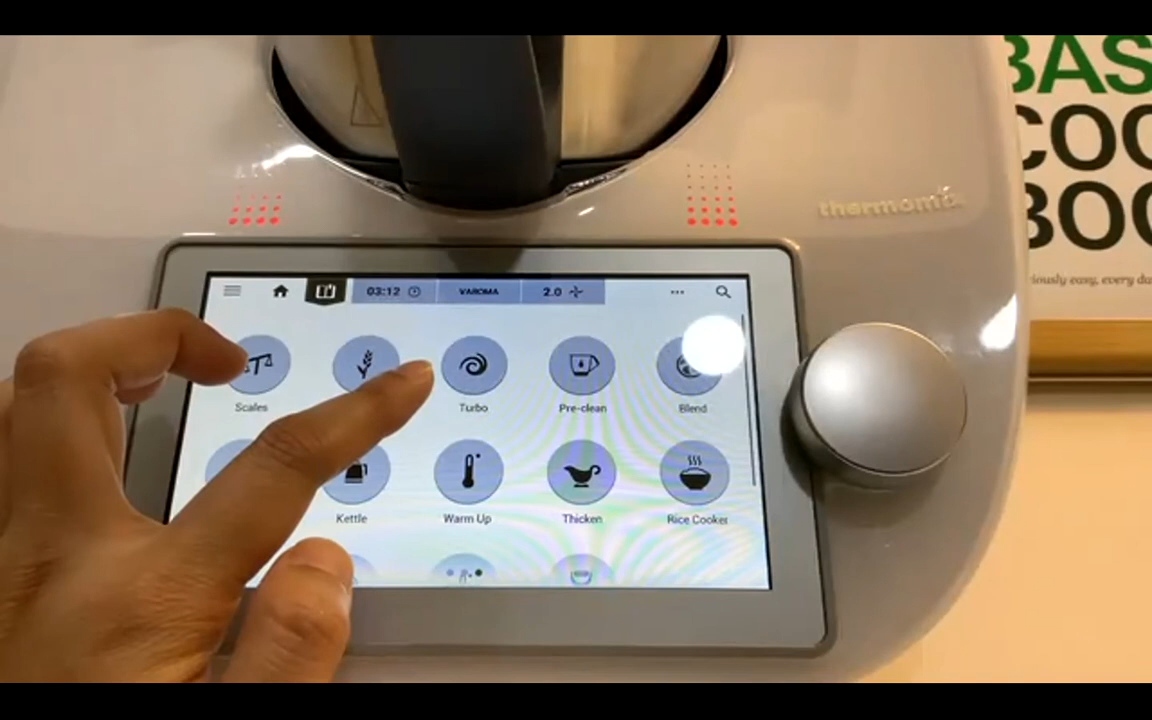 BAS
COO
BOO
iously easy, every da
thermomix
03:12
VAROMA
2.0
Scales
Turbo
Pre-clean
Blend
Kettle
Warm Up
Thicken
Rice Cooker